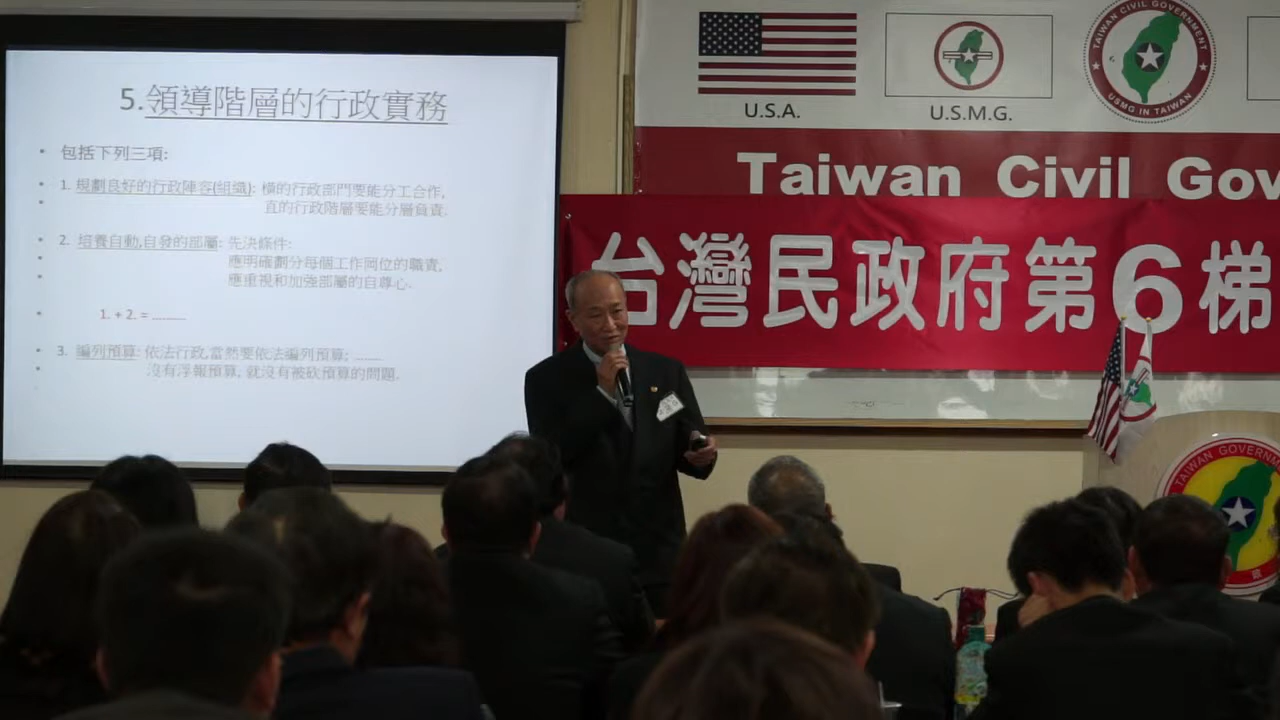 5.領導階層的行政實務
• 包括下列三項:
• 1. 規劃良好的行政陣容(組織): 橫的行政部門要能分工合作,
• 直的行政階層要能分層負責.
• 2. 培養自動,自發的部屬: 先決條件:
• 應明確劃分每個工作岡位的職責,
• 應重視和加強部屬的自尊心.
• 1. + 2. = ..........
• 3. 編列預算: 依法行政,當然要依法編列預算; ........
• 沒有浮報預算, 就沒有被砍預算的問題.
U.S.A.
U.S.M.G.
TAIWAN CIVIL GOVERNMENT
USMG IN TAIWAN
Taiwan Civil Gov
台灣民政府第6梯
TAIWAN GOVERNMENT